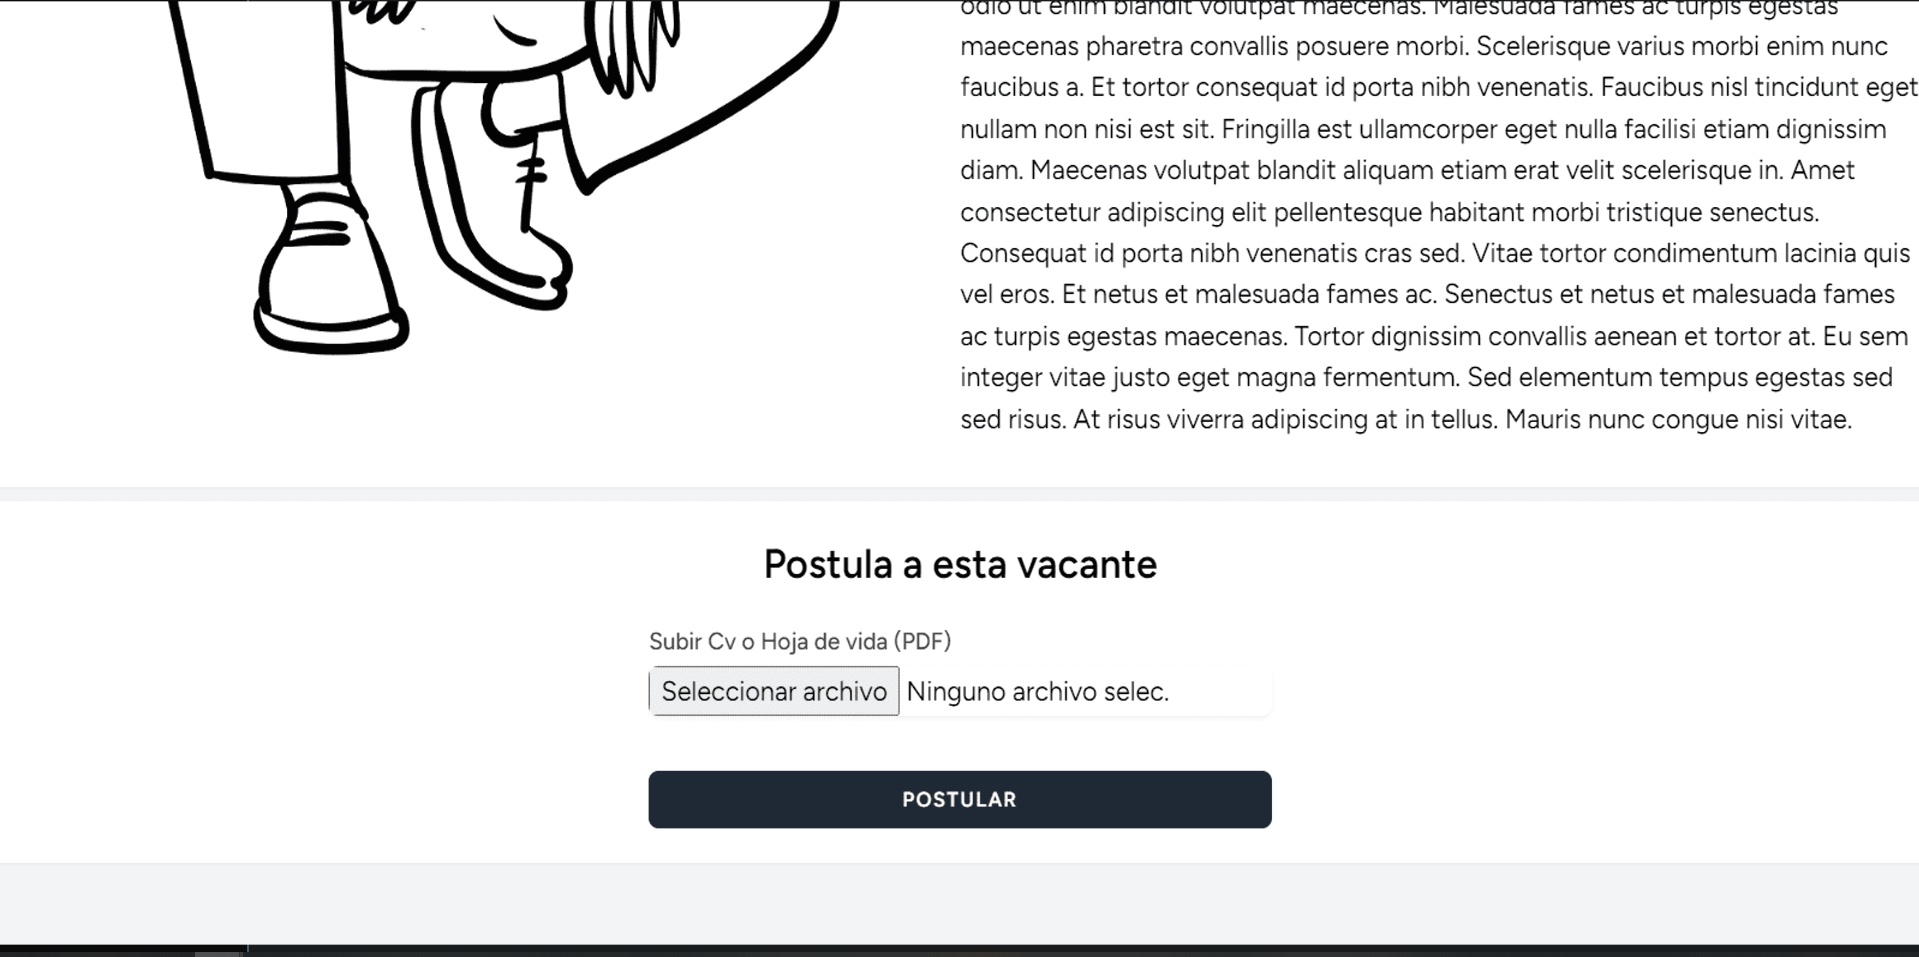 odio ut enim blandit volutpat maecenas. Malesuada fames ac turpis egestas
maecenas pharetra convallis posuere morbi. Scelerisque varius morbi enim nunc
faucibus a. Et tortor consequat id porta nibh venenatis. Faucibus nisl tincidunt eget
nullam non nisi est sit. Fringilla est ullamcorper eget nulla facilisi etiam dignissim
diam. Maecenas volutpat blandit aliquam etiam erat velit scelerisque in. Amet
consectetur adipiscing elit pellentesque habitant morbi tristique senectus.
Consequat id porta nibh venenatis cras sed. Vitae tortor condimentum lacinia quis
vel eros. Et netus et malesuada fames ac. Senectus et netus et malesuada fames
ac turpis egestas maecenas. Tortor dignissim convallis aenean et tortor at. Eu sem
integer vitae justo eget magna fermentum. Sed elementum tempus egestas sed
sed risus. At risus viverra adipiscing at in tellus. Mauris nunc congue nisi vitae.
Postula a esta vacante
Subir Cv o Hoja de vida (PDF)
Seleccionar archivo Ninguno archivo selec.
POSTULAR